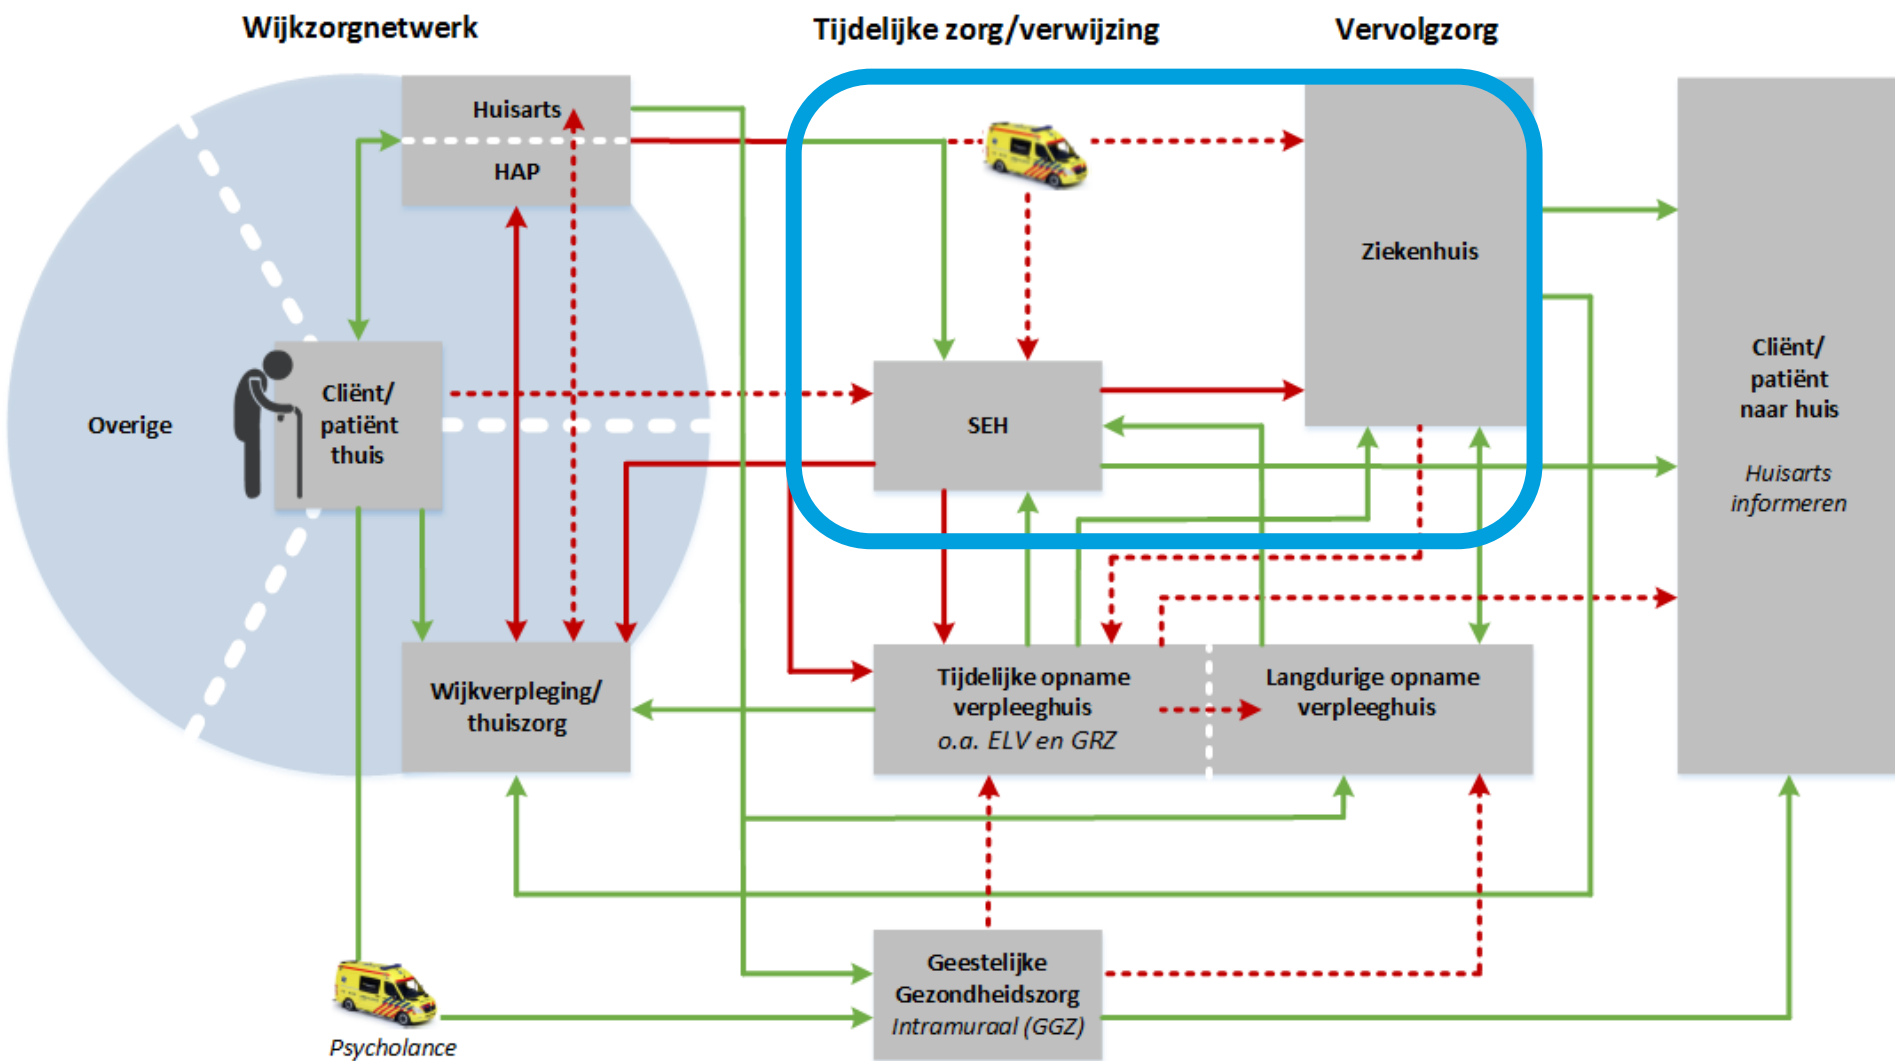 Wijkzorgnetwerk
Tijdelijke zorg/verwijzing
Vervolgzorg
Huisarts
HAP
Overige
Cliënt/
patiënt
thuis
Wijkverpleging/
thuiszorg
Psycholance
SEH
Ziekenhuis
Tijdelijke opname
verpleeghuis
o.a. ELV en GRZ
Langdurige opname
verpleeghuis
Geestelijke
Gezondheidszorg
Intramuraal (GGZ)
Cliënt/
patiënt
naar huis
Huisarts
informeren